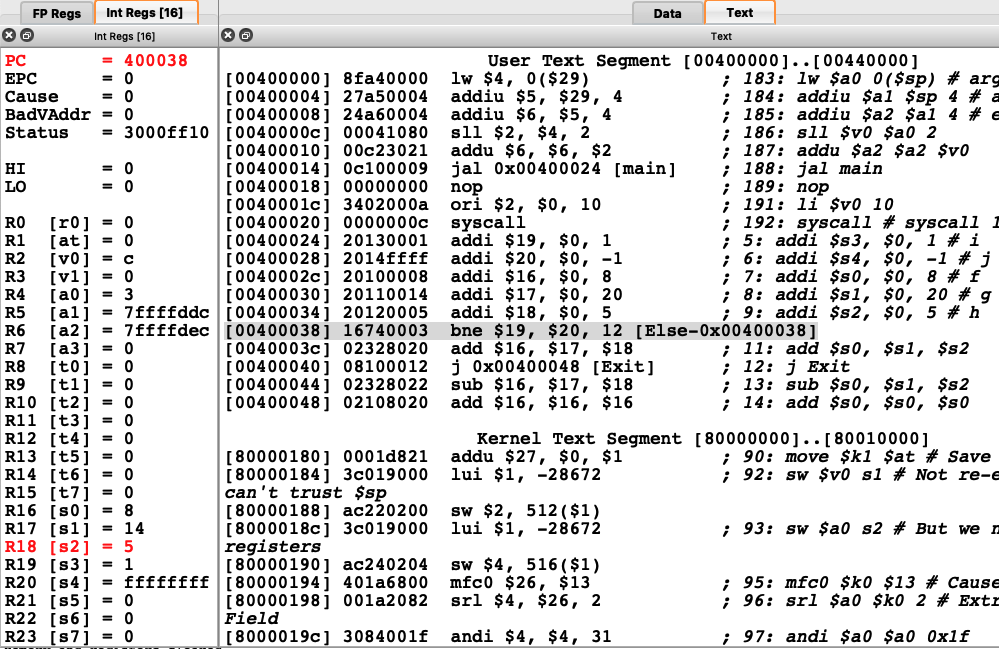 FP Regs
Int Regs [16]
Data
Text
Int Regs [16]
Text
PC = 400038
EPC = 0
Cause = 0
BadVAddr = 0
Status = 3000ff10
HI = 0
LO = 0
R0 [r0] = 0
R1 [at] = 0
R2 [v0] = c
R3 [v1] = 0
R4 [a0] = 3
R5 [a1] = 7ffffddc
R6 [a2] = 7ffffdec
R7 [a3] = 0
R8 [t0] = 0
R9 [t1] = 0
R10 [t2] = 0
R11 [t3] = 0
R12 [t4] = 0
R13 [t5] = 0
R14 [t6] = 0
R15 [t7] = 0
R16 [s0] = 8
R17 [s1] = 14
R18 [s2] = 5
R19 [s3] = 1
R20 [s4] = ffffffff
R21 [s5] = 0
R22 [s6] = 0
R23 [s7] = 0
User Text Segment [00400000]..[00440000]
[00400000] 8fa40000 lw $4, 0($29) ; 183: lw $a0 0($sp) # arg
[00400004] 27a50004 addiu $5, $29, 4 ; 184: addiu $a1 $sp 4 # a
[00400008] 24a60004 addiu $6, $5, 4 ; 185: addiu $a2 $a1 4 # e
[0040000c] 00041080 sll $2, $4, 2 ; 186: sll $v0 $a0 2
[00400010] 00c23021 addu $6, $6, $2 ; 187: addu $a2 $a2 $v0
[00400014] 0c100009 jal 0x00400024 [main] ; 188: jal main
[00400018] 00000000 nop ; 189: nop
[0040001c] 3402000a ori $2, $0, 10 ; 191: li $v0 10
[00400020] 0000000c syscall ; 192: syscall # syscall 1
[00400024] 20130001 addi $19, $0, 1 ; 5: addi $s3, $0, 1 # i
[00400028] 2014ffff addi $20, $0, -1 ; 6: addi $s4, $0, -1 # j
[0040002c] 20100008 addi $16, $0, 8 ; 7: addi $s0, $0, 8 # f
[00400030] 20110014 addi $17, $0, 20 ; 8: addi $s1, $0, 20 # g
[00400034] 20120005 addi $18, $0, 5 ; 9: addi $s2, $0, 5 # h
[00400038] 16740003 bne $19, $20, 12 [Else-0x00400038]
[0040003c] 02328020 add $16, $17, $18 ; 11: add $s0, $s1, $s2
[00400040] 08100012 j 0x00400048 [Exit] ; 12: j Exit
[00400044] 02328022 sub $16, $17, $18 ; 13: sub $s0, $s1, $s2
[00400048] 02108020 add $16, $16, $16 ; 14: add $s0, $s0, $s0
Kernel Text Segment [80000000]..[80010000]
[80000180] 0001d821 addu $27, $0, $1 ; 90: move $k1 $at # Save
[80000184] 3c019000 lui $1, -28672 ; 92: sw $v0 s1 # Not re-e
can't trust $sp
[80000188] ac220200 sw $2, 512($1)
[8000018c] 3c019000 lui $1, -28672 ; 93: sw $a0 s2 # But we n
registers
[80000190] ac240204 sw $4, 516($1)
[80000194] 401a6800 mfc0 $26, $13 ; 95: mfc0 $k0 $13 # Cause
[80000198] 001a2082 srl $4, $26, 2 ; 96: srl $a0 $k0 2 # Extr
Field
[8000019c] 3084001f andi $4, $4, 31 ; 97: andi $a0 $a0 0x1f